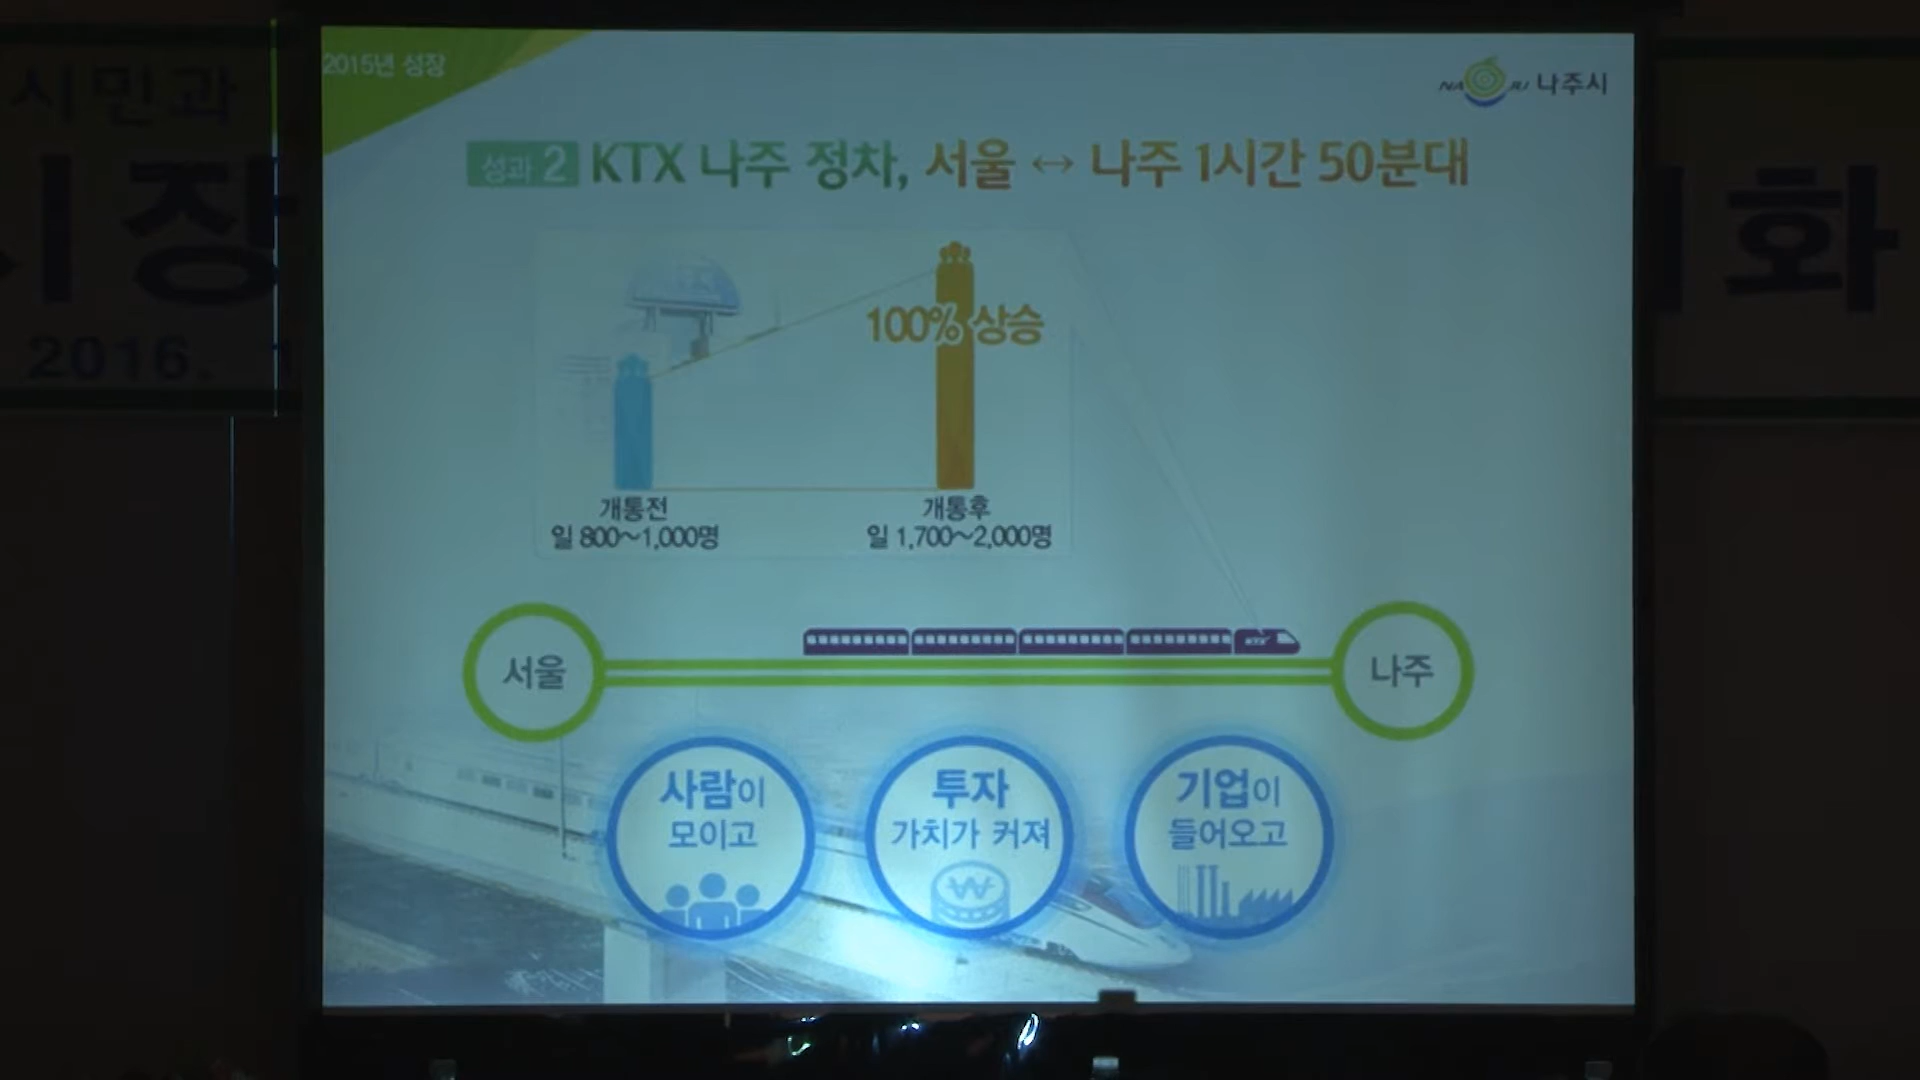 2015년 성장
NAJU 나주시
성과 2 KTX 나주 정차, 서울 ↔ 나주 1시간 50분대
100% 상승
개통전
일 800~1,000명
개통후
일 1,700~2,000명
KTX
서울
나주
사람이
모이고
투자
가치가 커져
기업이
들어오고
시민과
시장
2016. 1
화